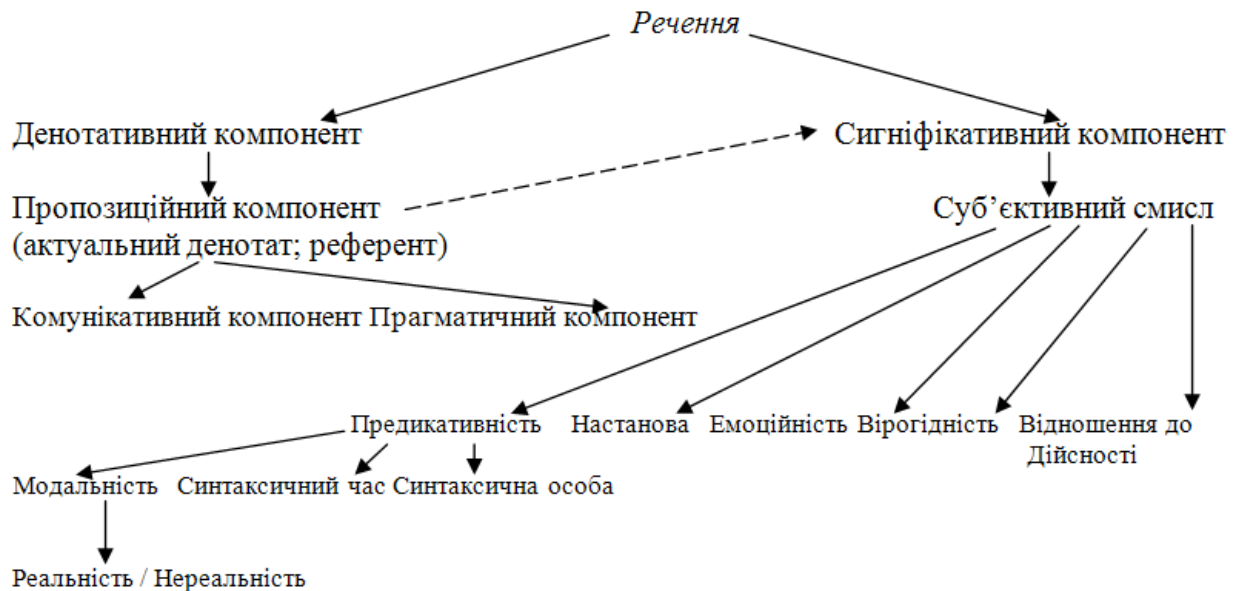 Речення
Денотативний компонент
Сигніфікативний компонент
Пропозиційний компонент
(актуальний денотат; референт)
Суб’єктивний смисл
Комунікативний компонент Прагматичний компонент
Предикативність Настанова Емоційність Вірогідність Відношення до
Дійсності
Модальність Синтаксичний час Синтаксична особа
Реальність / Нереальність